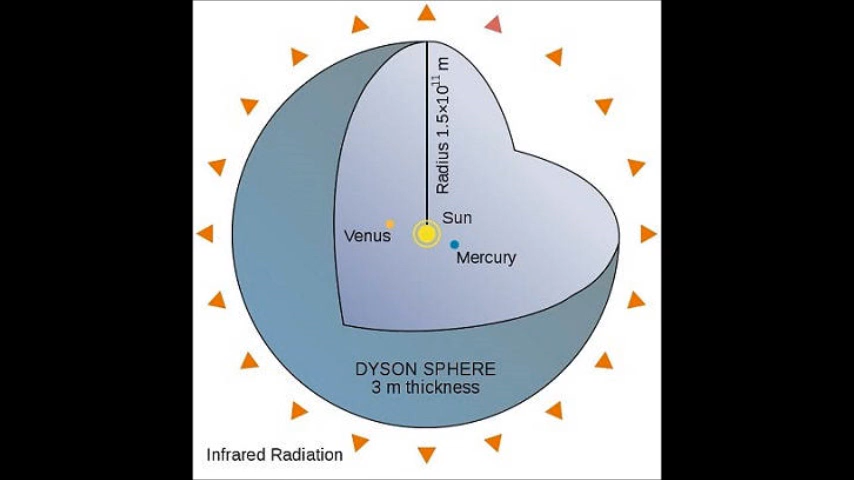 Radius 1.5×10¹¹ m
Sun
Venus
Mercury
DYSON SPHERE
3 m thickness
Infrared Radiation